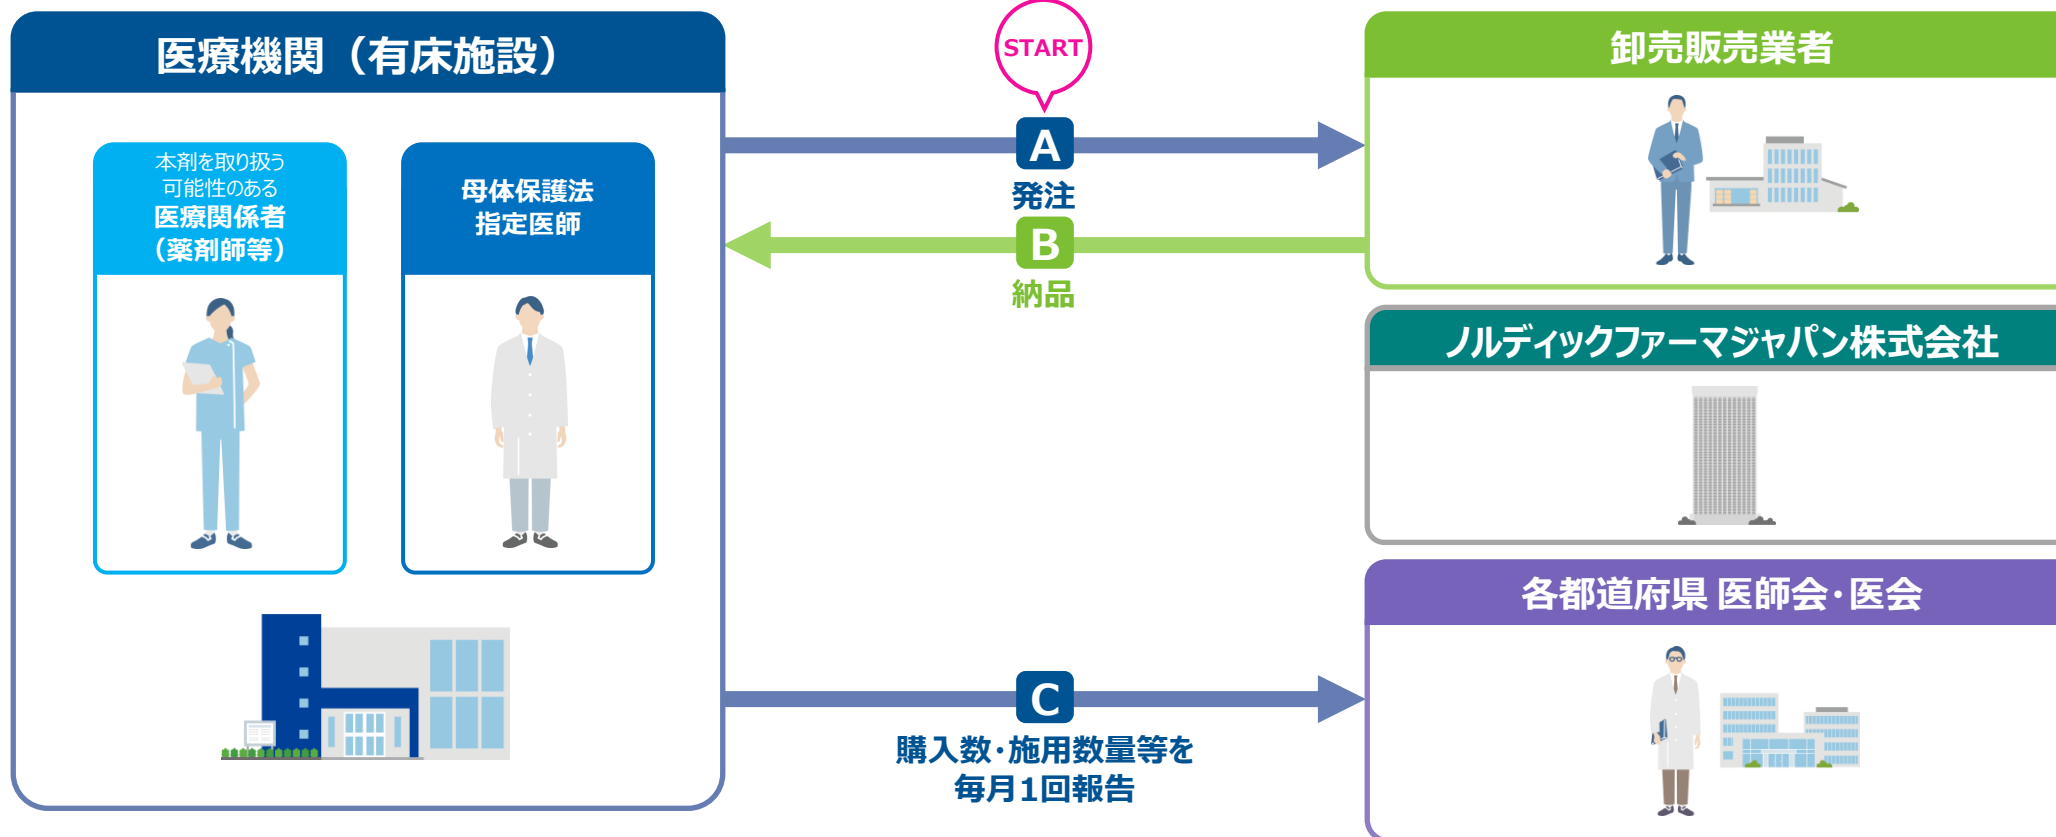 医療機関（有床施設）
本剤を取り扱う
可能性のある
医療関係者
（薬剤師等）
母体保護法
指定医師
START
A
発注
B
納品
卸売販売業者
ノルディックファーマジャパン株式会社
各都道府県 医師会・医会
C
購入数・施用数量等を
毎月1回報告